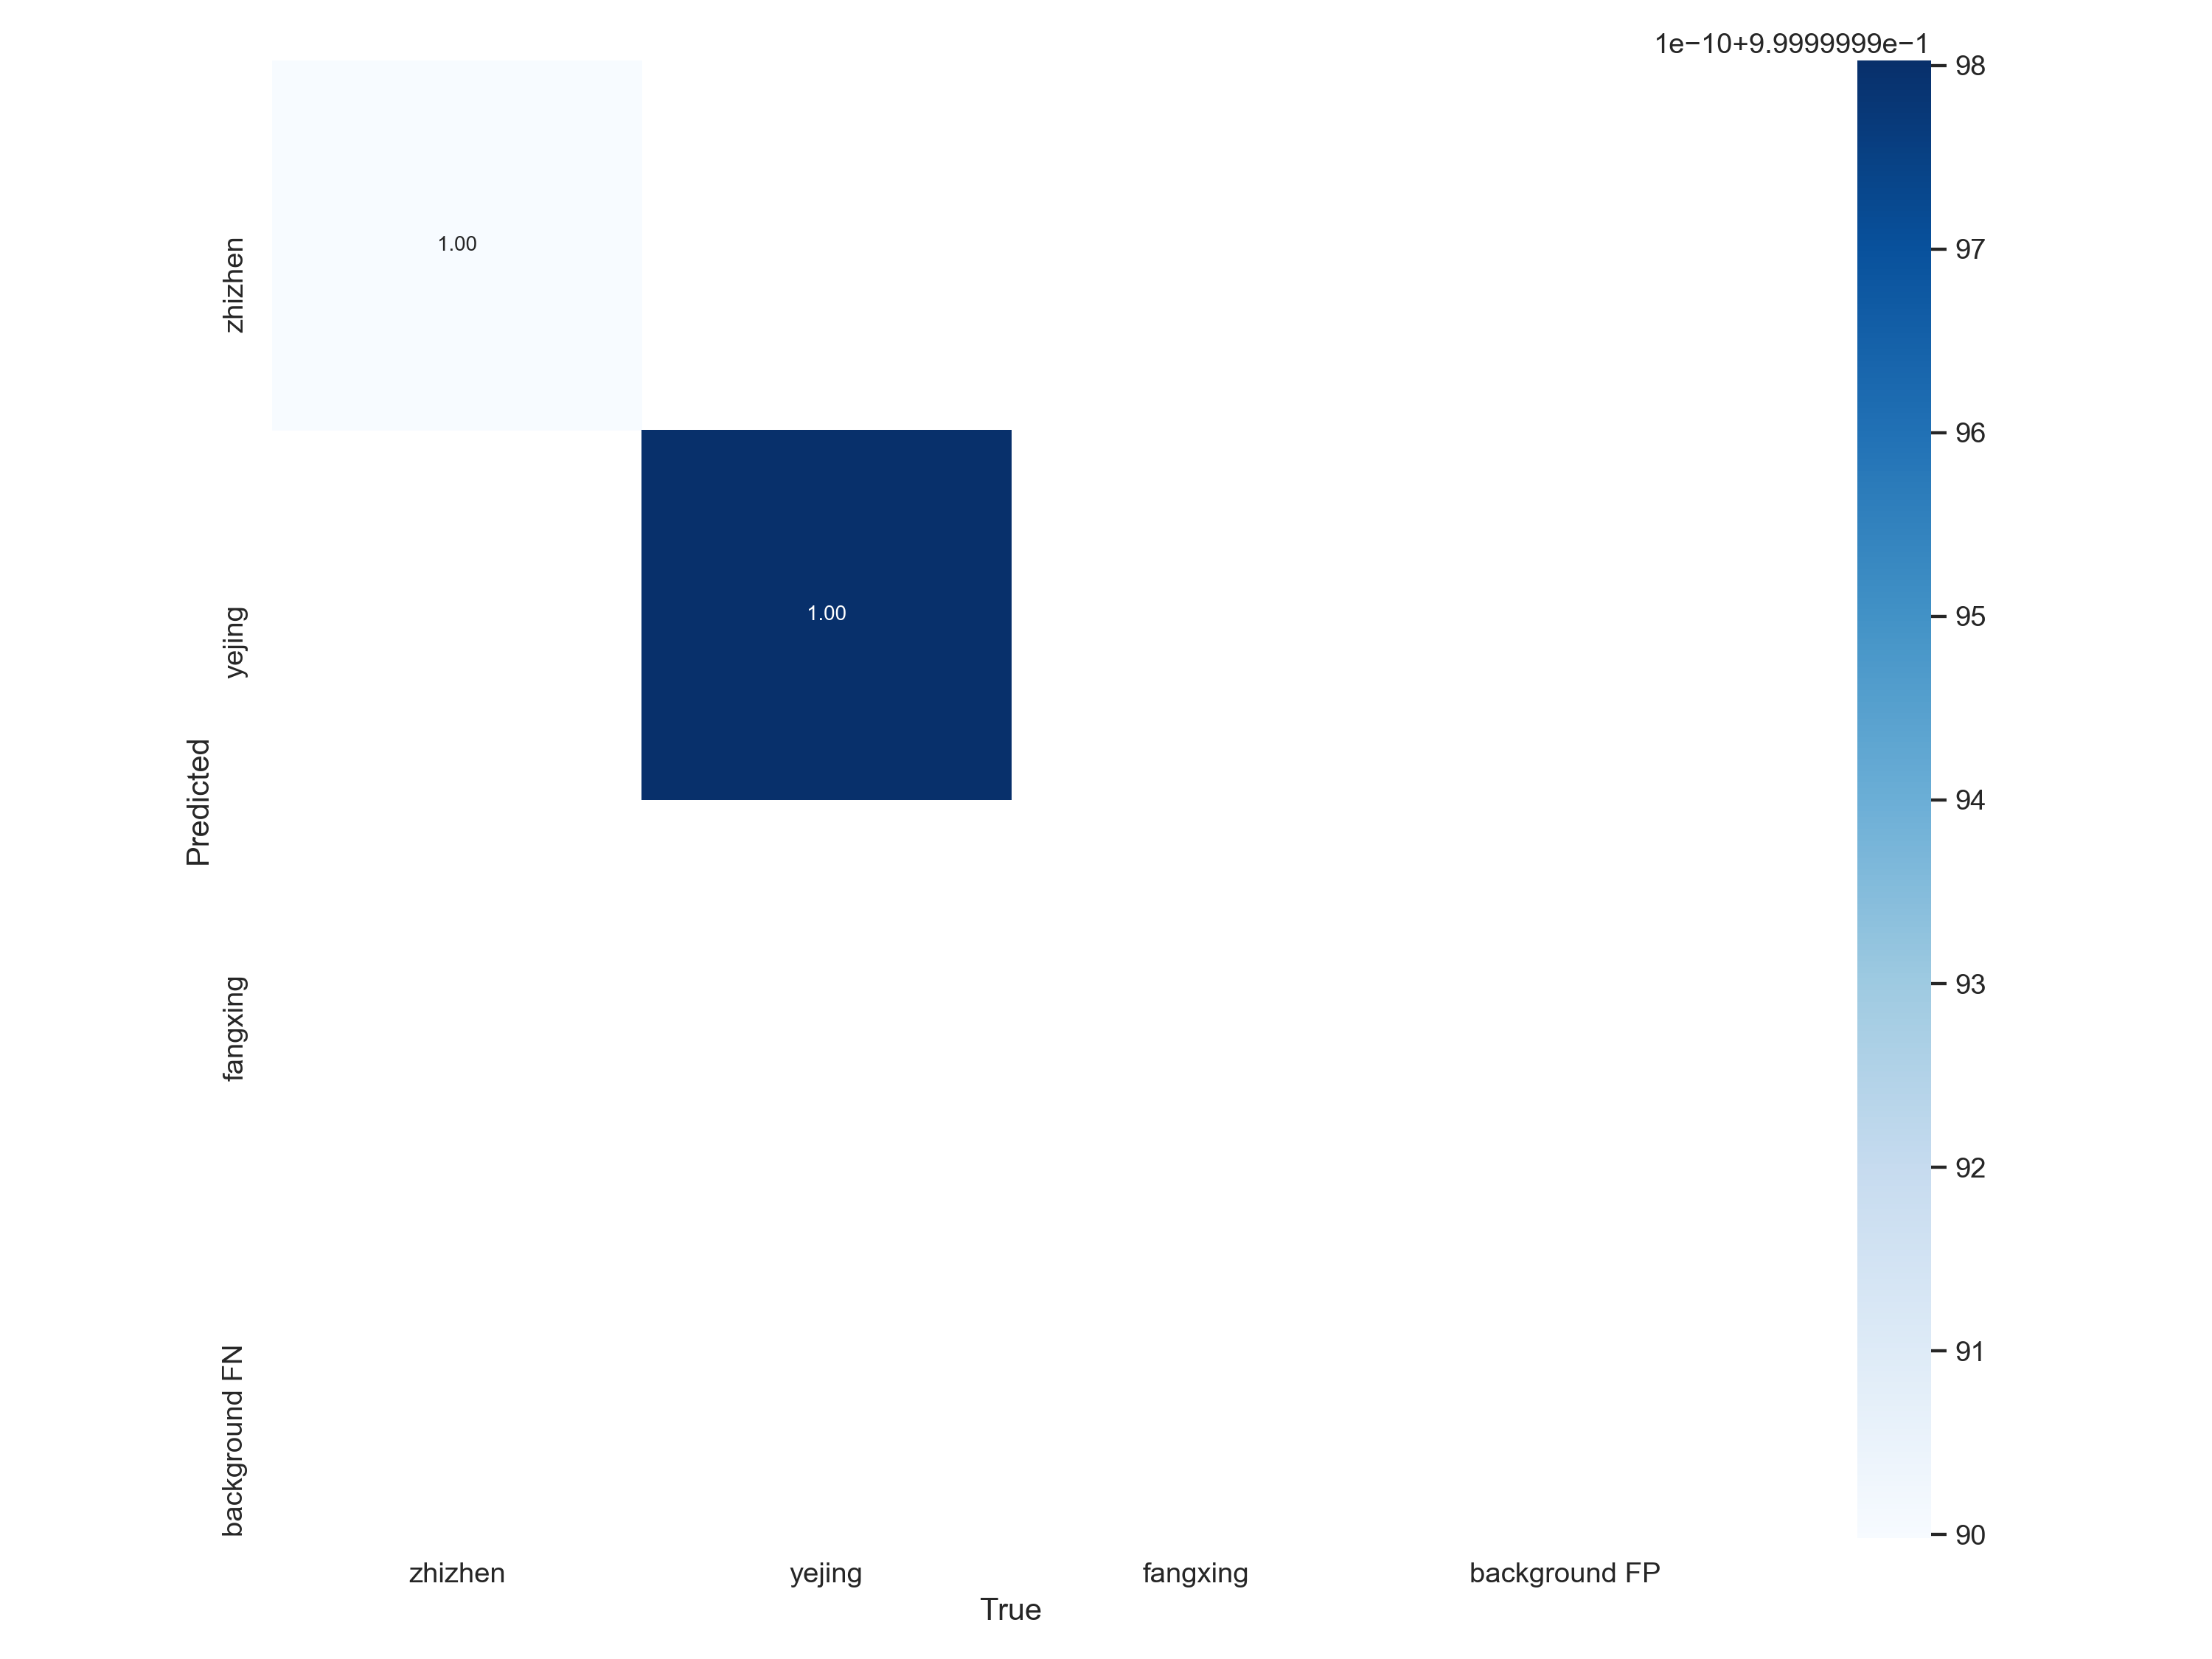 1e−10+9.9999999e−1
98
97
96
95
94
93
92
91
90
1.00
1.00
Predicted
zhizhen
yejing
fangxing
background FN
zhizhen
yejing
fangxing
background FP
True